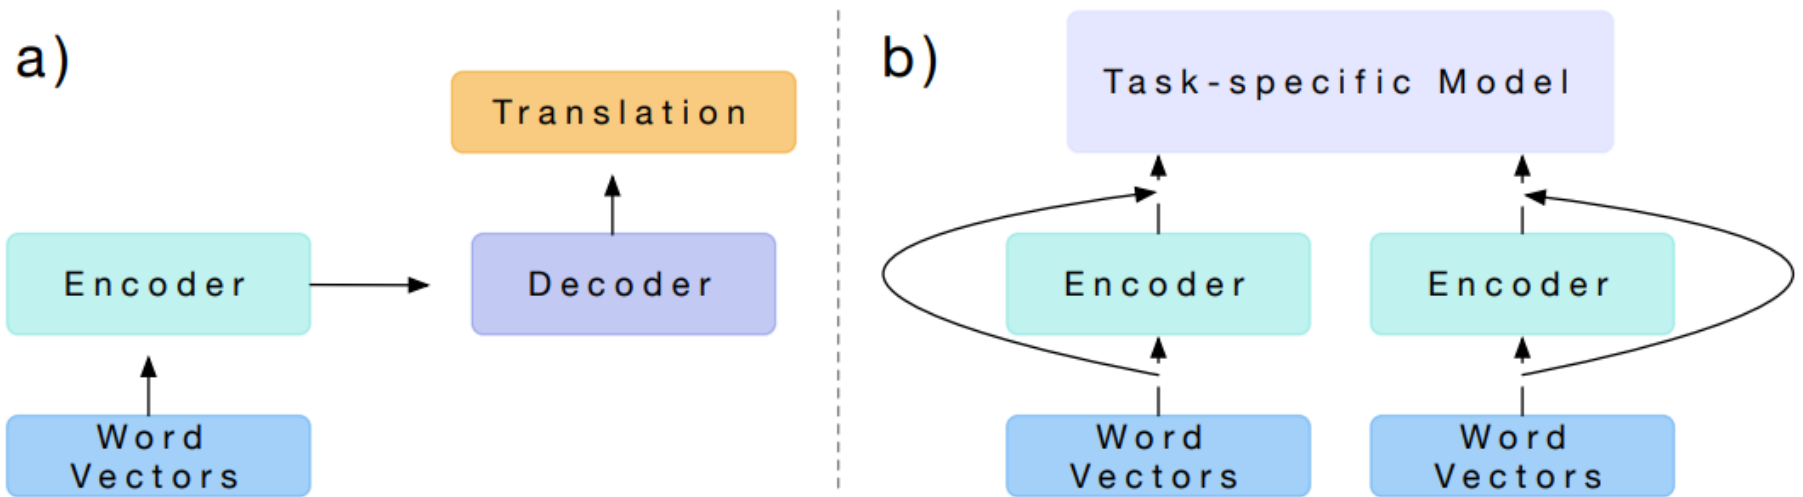 a)
Translation
Encoder
Decoder
Word
Vectors
b)
Task-specific Model
Encoder
Encoder
Word
Vectors
Word
Vectors